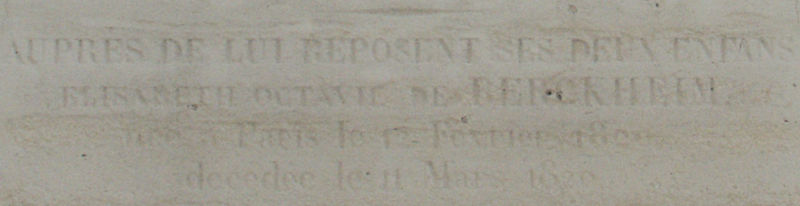 AUPRÈS DE LUI REPOSENT SES DEUX ENFANS
ELISABETH OCTAVIE DE BERCKHEIM,
née à Paris le 12 Février
decedée le 11 Mars